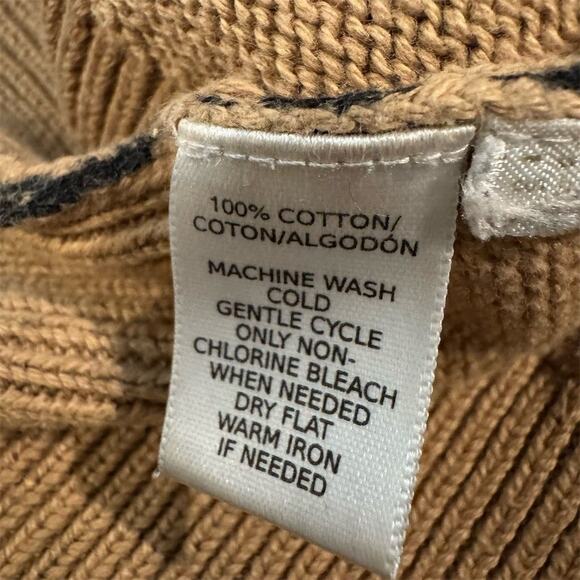 100% COTTON/
COTON/ALGODÓN
MACHINE WASH
COLD
GENTLE CYCLE
ONLY NON-
CHLORINE BLEACH
WHEN NEEDED
DRY FLAT
WARM IRON
IF NEEDED